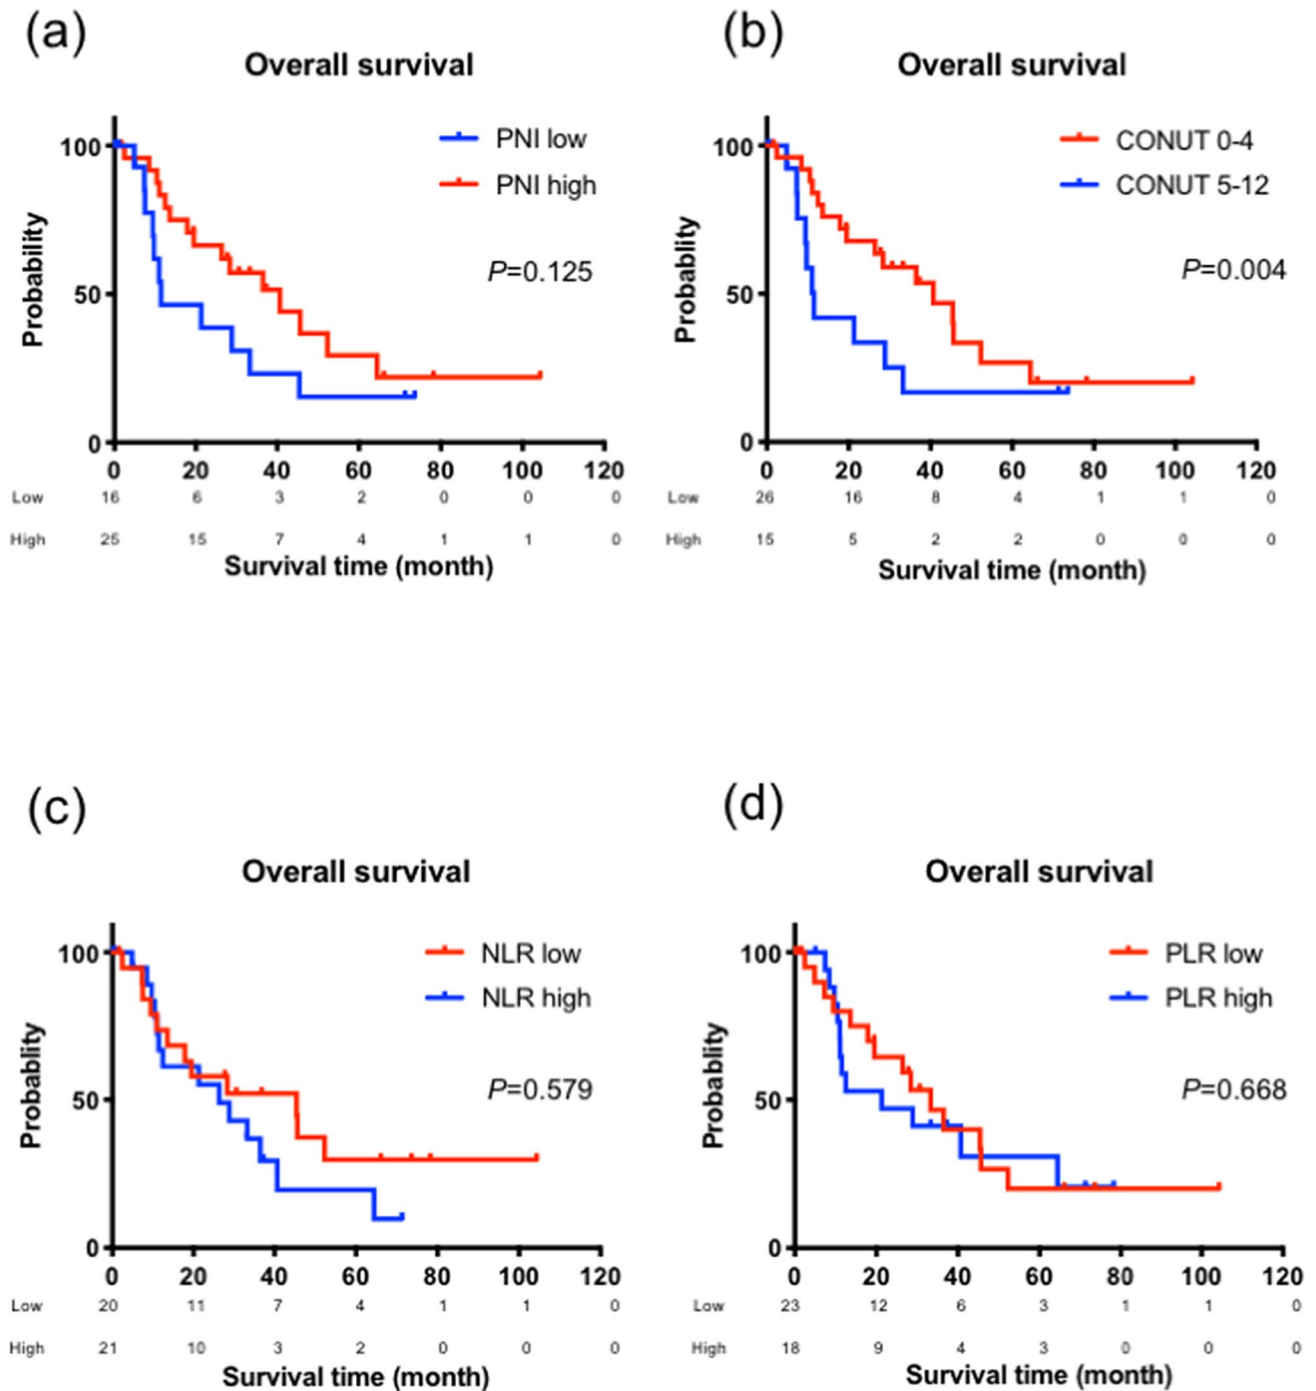 (a)
Overall survival
PNI low
PNI high
P=0.125
Probablity
100
50
0
0 20 40 60 80 100 120
Low 16 6 3 2 0 0 0
High 25 15 7 4 1 1 0
Survival time (month)
(b)
Overall survival
CONUT 0-4
CONUT 5-12
P=0.004
Probablity
100
50
0
0 20 40 60 80 100 120
Low 26 16 8 4 1 1 0
High 15 5 2 2 0 0 0
Survival time (month)
(c)
Overall survival
NLR low
NLR high
P=0.579
Probablity
100
50
0
0 20 40 60 80 100 120
Low 20 11 7 4 1 1 0
High 21 10 3 2 0 0 0
Survival time (month)
(d)
Overall survival
PLR low
PLR high
P=0.668
Probablity
100
50
0
0 20 40 60 80 100 120
Low 23 12 6 3 1 1 0
High 18 9 4 3 0 0 0
Survival time (month)